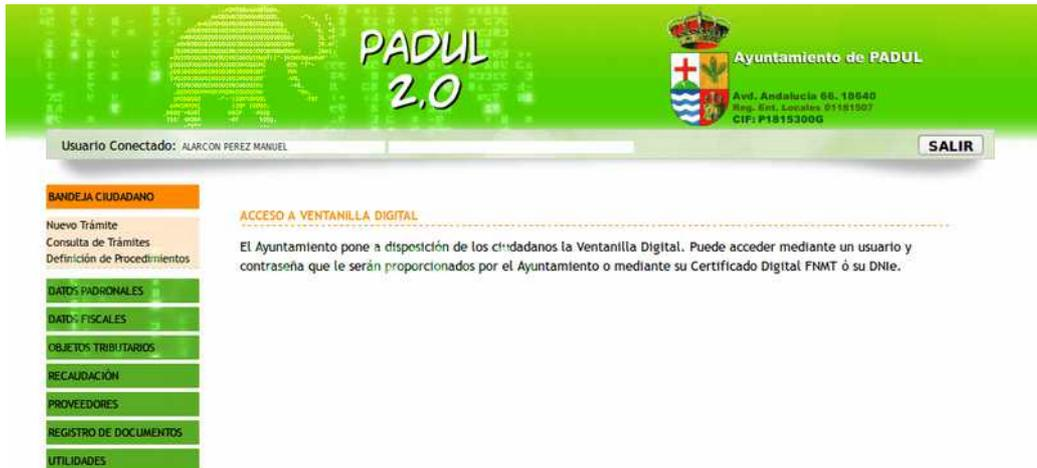 PADUL
2.0
Ayuntamiento de PADUL
Avd. Andalucia 66. 18640
Reg. Ent. Locales 01181507
CIF: P1815300G
Usuario Conectado: ALARCON PEREZ MANUEL
SALIR
BANDEJA CIUDADANO
Nuevo Trámite
Consulta de Trámites
Definición de Procedimientos
DATOS PADRONALES
DATOS FISCALES
OBJETOS TRIBUTARIOS
RECAUDACIÓN
PROVEEDORES
REGISTRO DE DOCUMENTOS
UTILIDADES
ACCESO A VENTANILLA DIGITAL
El Ayuntamiento pone a disposición de los ciudadanos la Ventanilla Digital. Puede acceder mediante un usuario y
contraseña que le serán proporcionados por el Ayuntamiento o mediante su Certificado Digital FNMT ó su DNIe.